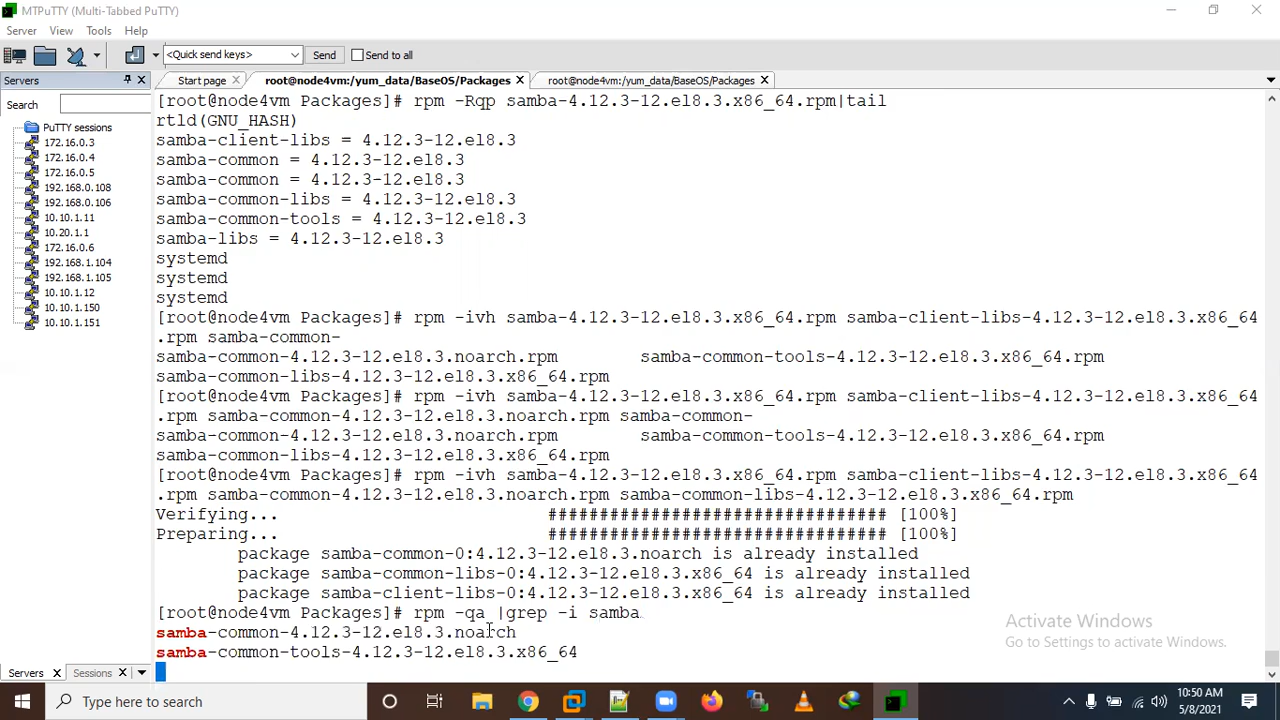 MTPuTTY (Multi-Tabbed PuTTY)
Server View Tools Help
<Quick send keys> Send Send to all
Servers
Start page root@node4vm:/yum_data/BaseOS/Packages root@node4vm:/yum_data/BaseOS/Packages
Search
PuTTY sessions
172.16.0.3
172.16.0.4
172.16.0.5
192.168.0.108
192.168.0.106
10.10.1.11
10.20.1.1
172.16.0.6
192.168.1.104
192.168.1.105
10.10.1.12
10.10.1.150
10.10.1.151
[root@node4vm Packages]# rpm -Rqp samba-4.12.3-12.el8.3.x86_64.rpm|tail
rtld(GNU_HASH)
samba-client-libs = 4.12.3-12.el8.3
samba-common = 4.12.3-12.el8.3
samba-common = 4.12.3-12.el8.3
samba-common-libs = 4.12.3-12.el8.3
samba-common-tools = 4.12.3-12.el8.3
samba-libs = 4.12.3-12.el8.3
systemd
systemd
systemd
[root@node4vm Packages]# rpm -ivh samba-4.12.3-12.el8.3.x86_64.rpm samba-client-libs-4.12.3-12.el8.3.x86_64
.rpm samba-common-
samba-common-4.12.3-12.el8.3.noarch.rpm samba-common-tools-4.12.3-12.el8.3.x86_64.rpm
samba-common-libs-4.12.3-12.el8.3.x86_64.rpm
[root@node4vm Packages]# rpm -ivh samba-4.12.3-12.el8.3.x86_64.rpm samba-client-libs-4.12.3-12.el8.3.x86_64
.rpm samba-common-4.12.3-12.el8.3.noarch.rpm samba-common-
samba-common-4.12.3-12.el8.3.noarch.rpm samba-common-tools-4.12.3-12.el8.3.x86_64.rpm
samba-common-libs-4.12.3-12.el8.3.x86_64.rpm
[root@node4vm Packages]# rpm -ivh samba-4.12.3-12.el8.3.x86_64.rpm samba-client-libs-4.12.3-12.el8.3.x86_64
.rpm samba-common-4.12.3-12.el8.3.noarch.rpm samba-common-libs-4.12.3-12.el8.3.x86_64.rpm
Verifying... ################################# [100%]
Preparing... ################################# [100%]
package samba-common-0:4.12.3-12.el8.3.noarch is already installed
package samba-common-libs-0:4.12.3-12.el8.3.x86_64 is already installed
package samba-client-libs-0:4.12.3-12.el8.3.x86_64 is already installed
[root@node4vm Packages]# rpm -qa |grep -i samba
samba-common-4.12.3-12.el8.3.noarch
samba-common-tools-4.12.3-12.el8.3.x86_64
Activate Windows
Go to Settings to activate Windows.
Servers Sessions
Type here to search
10:50 AM
5/8/2021